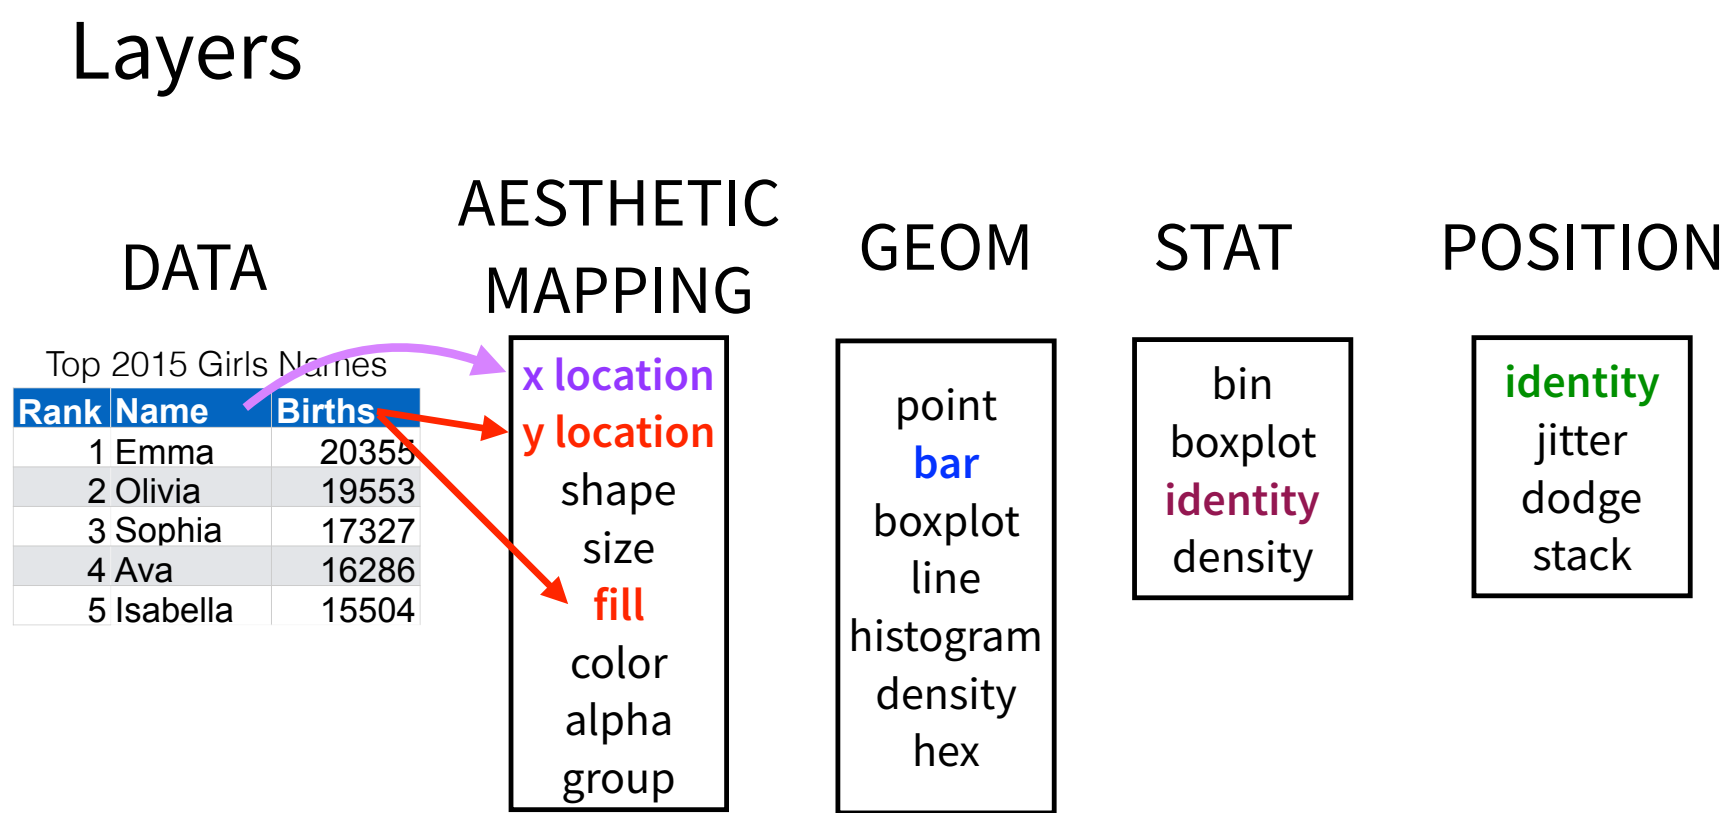 Layers
DATA
Top 2015 Girls Names
Rank Name Births
1 Emma 20355
2 Olivia 19553
3 Sophia 17327
4 Ava 16286
5 Isabella 15504
AESTHETIC
MAPPING
x location
y location
shape
size
fill
color
alpha
group
GEOM
point
bar
boxplot
line
histogram
density
hex
STAT
bin
boxplot
identity
density
POSITION
identity
jitter
dodge
stack